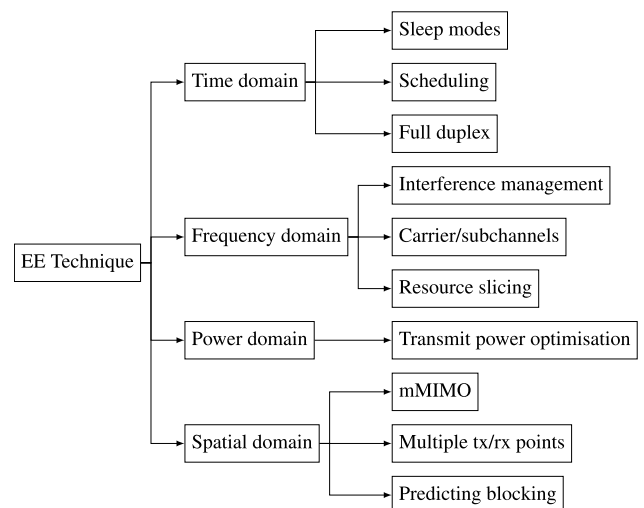 Sleep modes
Time domain
Scheduling
Full duplex
Interference management
Frequency domain
Carrier/subchannels
EE Technique
Resource slicing
Power domain
Transmit power optimisation
mMIMO
Spatial domain
Multiple tx/rx points
Predicting blocking